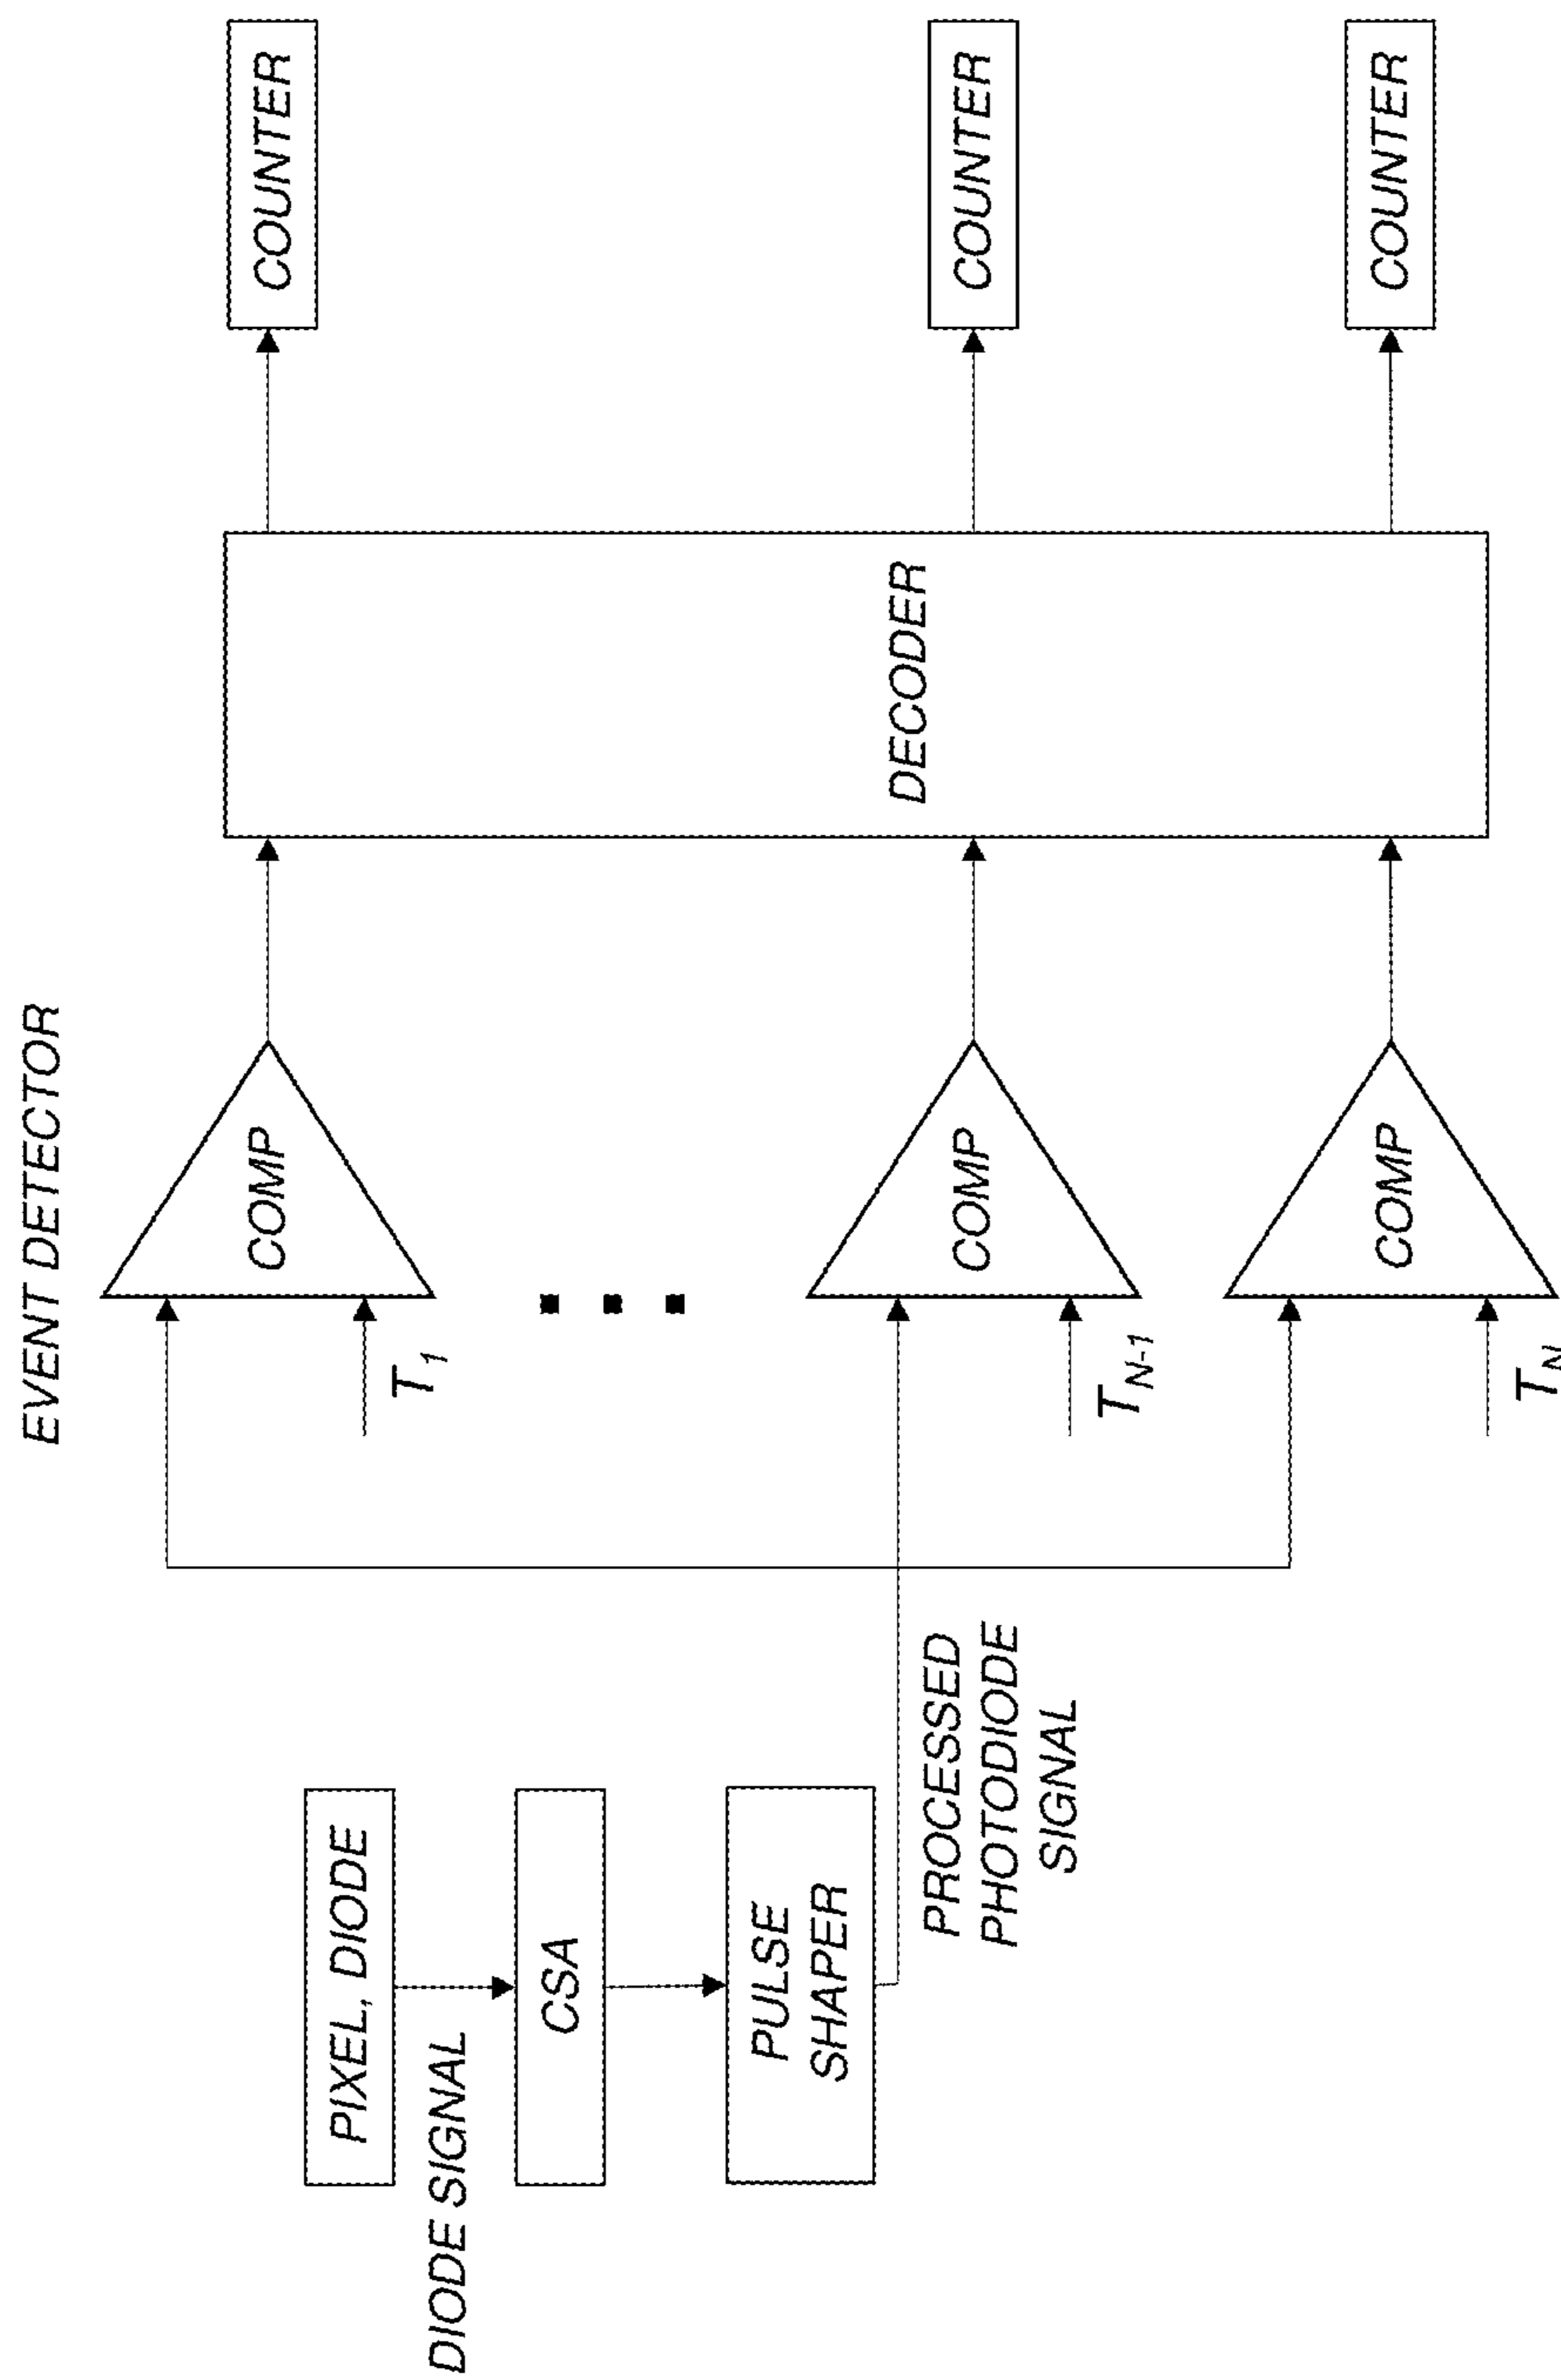 EVENT DETECTOR
PIXEL, DIODE
DIODE SIGNAL
CSA
PULSE
SHAPER
PROCESSED
PHOTODIODE
SIGNAL
COMP
T1
COMP
TN-1
COMP
TN
DECODER
COUNTER
COUNTER
COUNTER